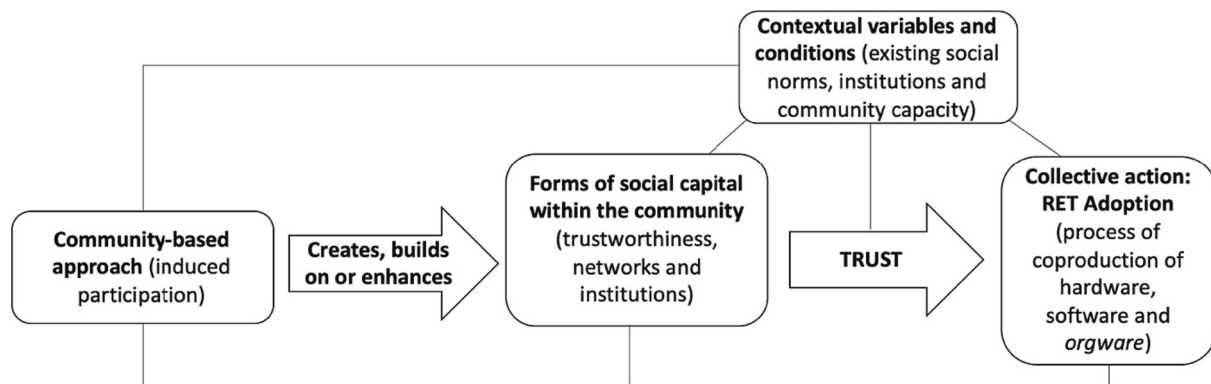 Contextual variables and
conditions (existing social
norms, institutions and
community capacity)
Community-based
approach (induced
participation)
Creates, builds
on or enhances
Forms of social capital
within the community
(trustworthiness,
networks and
institutions)
TRUST
Collective action:
RET Adoption
(process of
coproduction of
hardware,
software and
orgware)